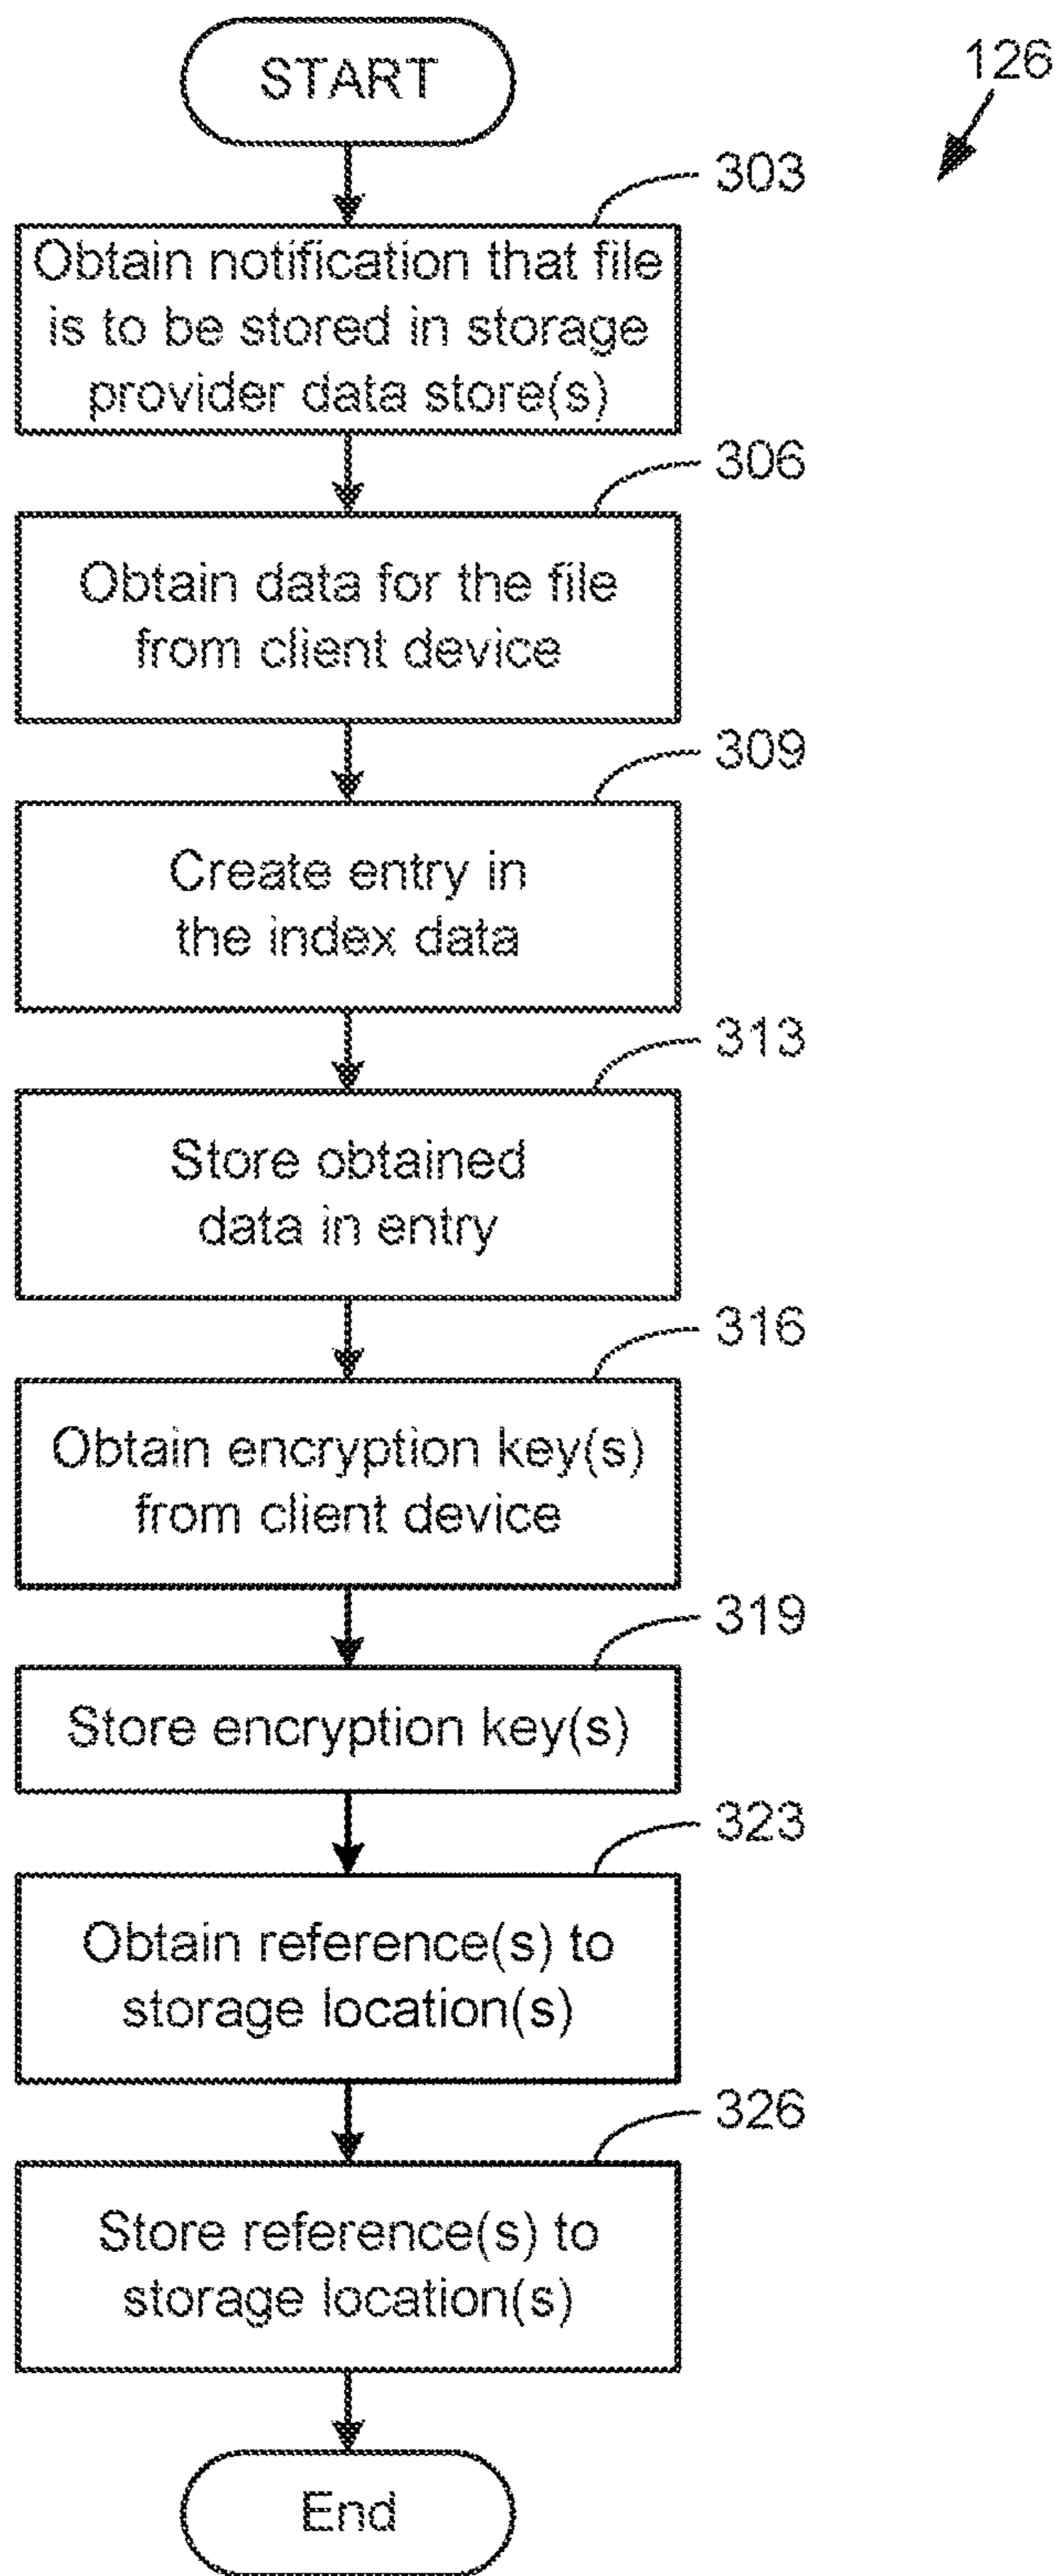 START
126
303
Obtain notification that file
is to be stored in storage
provider data store(s)
306
Obtain data for the file
from client device
309
Create entry in
the index data
313
Store obtained
data in entry
316
Obtain encryption key(s)
from client device
319
Store encryption key(s)
323
Obtain reference(s) to
storage location(s)
326
Store reference(s) to
storage location(s)
End